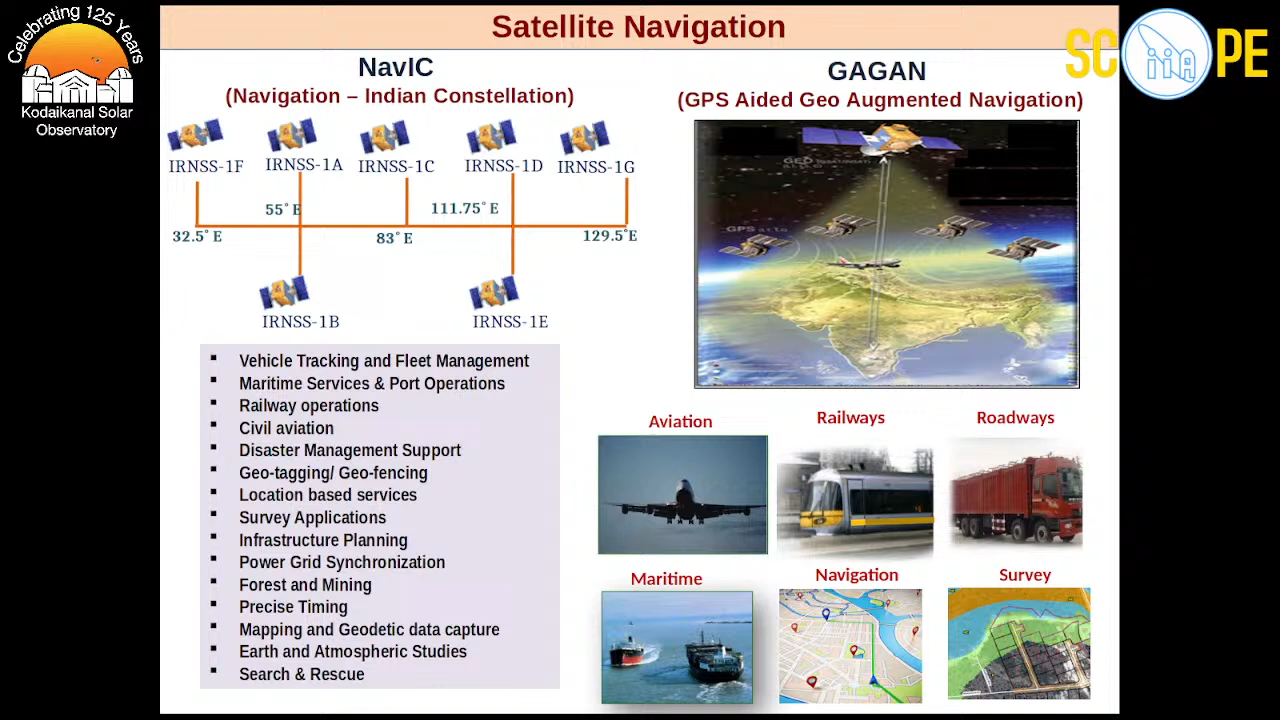 Celebrating 125 Years
Kodaikanal Solar
Observatory
Satellite Navigation
SC iiA PE
NavIC
(Navigation – Indian Constellation)
IRNSS-1F
IRNSS-1A
IRNSS-1C
IRNSS-1D
IRNSS-1G
55° E
111.75° E
32.5° E
83° E
129.5°E
IRNSS-1B
IRNSS-1E
▪ Vehicle Tracking and Fleet Management
▪ Maritime Services & Port Operations
▪ Railway operations
▪ Civil aviation
▪ Disaster Management Support
▪ Geo-tagging/ Geo-fencing
▪ Location based services
▪ Survey Applications
▪ Infrastructure Planning
▪ Power Grid Synchronization
▪ Forest and Mining
▪ Precise Timing
▪ Mapping and Geodetic data capture
▪ Earth and Atmospheric Studies
▪ Search & Rescue
GAGAN
(GPS Aided Geo Augmented Navigation)
GEO
GPS
Aviation
Railways
Roadways
Maritime
Navigation
Survey